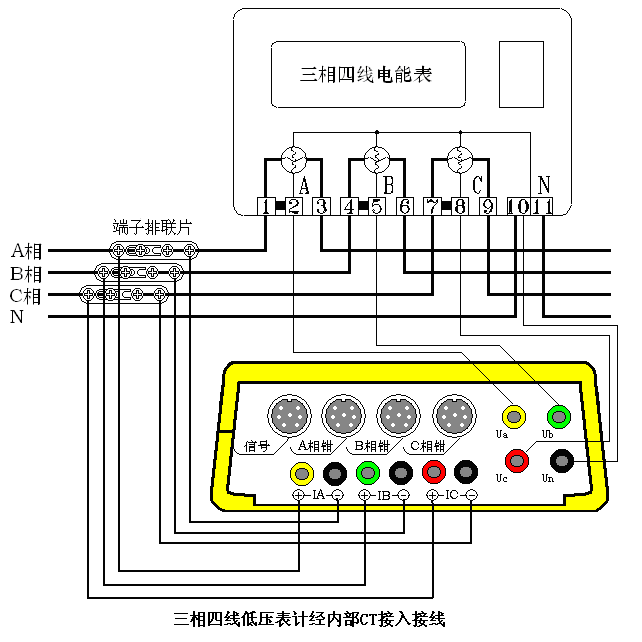 三相四线电能表
A B C N
1 2 3 4 5 6 7 8 9 10 11
端子排联片
A相
B相
C相
N
Ua Ub
信号 A相钳 B相钳 C相钳
Uc Un
+ IA - + IB - + IC -
三相四线低压表计经内部CT接入接线